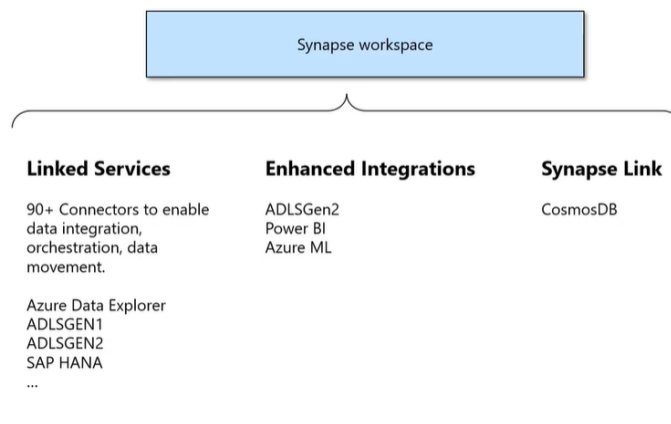 Synapse workspace
Linked Services
90+ Connectors to enable
data integration,
orchestration, data
movement.
Azure Data Explorer
ADLSGEN1
ADLSGEN2
SAP HANA
...
Enhanced Integrations
ADLSGen2
Power BI
Azure ML
Synapse Link
CosmosDB